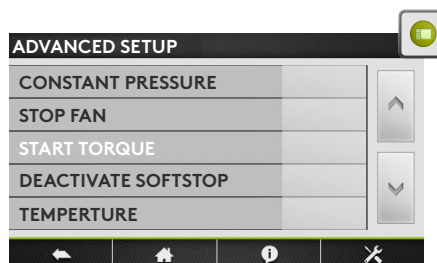 ADVANCED SETUP
CONSTANT PRESSURE
STOP FAN
START TORQUE
DEACTIVATE SOFTSTOP
TEMPERTURE